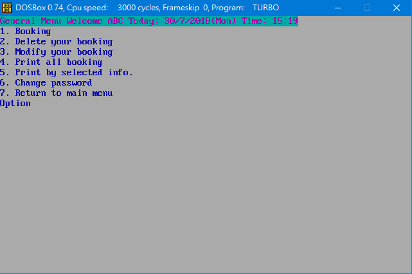 DOSBox 0.74, Cpu speed: 3000 cycles, Frameskip 0, Program: TURBO
General Menu Welcome ABC Today: 30/7/2018(Mon) Time: 15:19
1. Booking
2. Delete your booking
3. Modify your booking
4. Print all booking
5. Print by selected info.
6. Change password
7. Return to main menu
Option